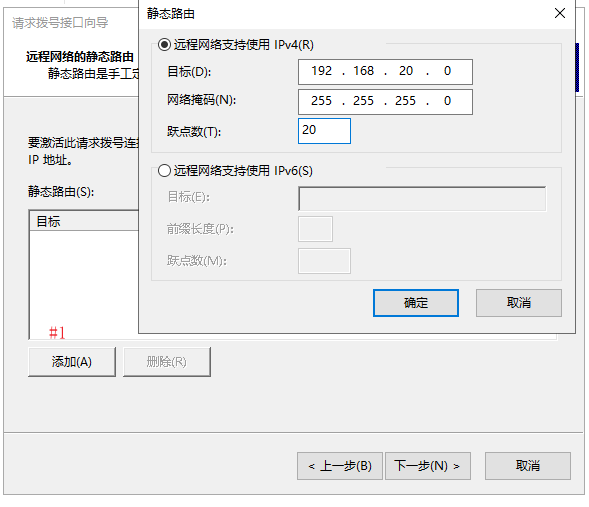 请求拨号接口向导
远程网络的静态路由
静态路由是手工定
要激活此请求拨号连接
IP 地址。
静态路由(S):
目标
#1
添加(A)
删除(R)
< 上一步(B)
下一步(N) >
取消
静态路由
远程网络支持使用 IPv4(R)
目标(D):
192 . 168 . 20 . 0
网络掩码(N):
255 . 255 . 255 . 0
跃点数(T):
20
远程网络支持使用 IPv6(S)
目标(E):
前缀长度(P):
跃点数(M):
确定
取消